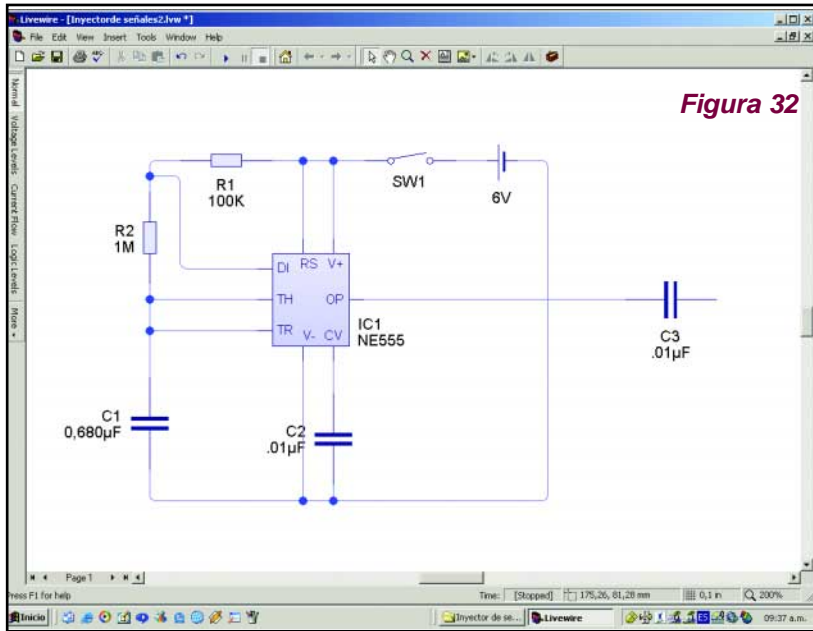 Livewire - [Inyectorde señales2.lvw *]
File Edit View Insert Tools Window Help
Normal
Voltage Levels
Current Flow
Logic Levels
More
Figura 32
R1
100K
SW1
6V
R2
1M
DI RS V+
TH OP
TR V- CV
IC1
NE555
C3
.01µF
C1
0,680µF
C2
.01µF
Page 1
Press F1 for help
Time: [Stopped] 175,26, 81,28 mm 0,1 in 200%
Inicio Inyector de se... Livewire ES 09:37 a.m.